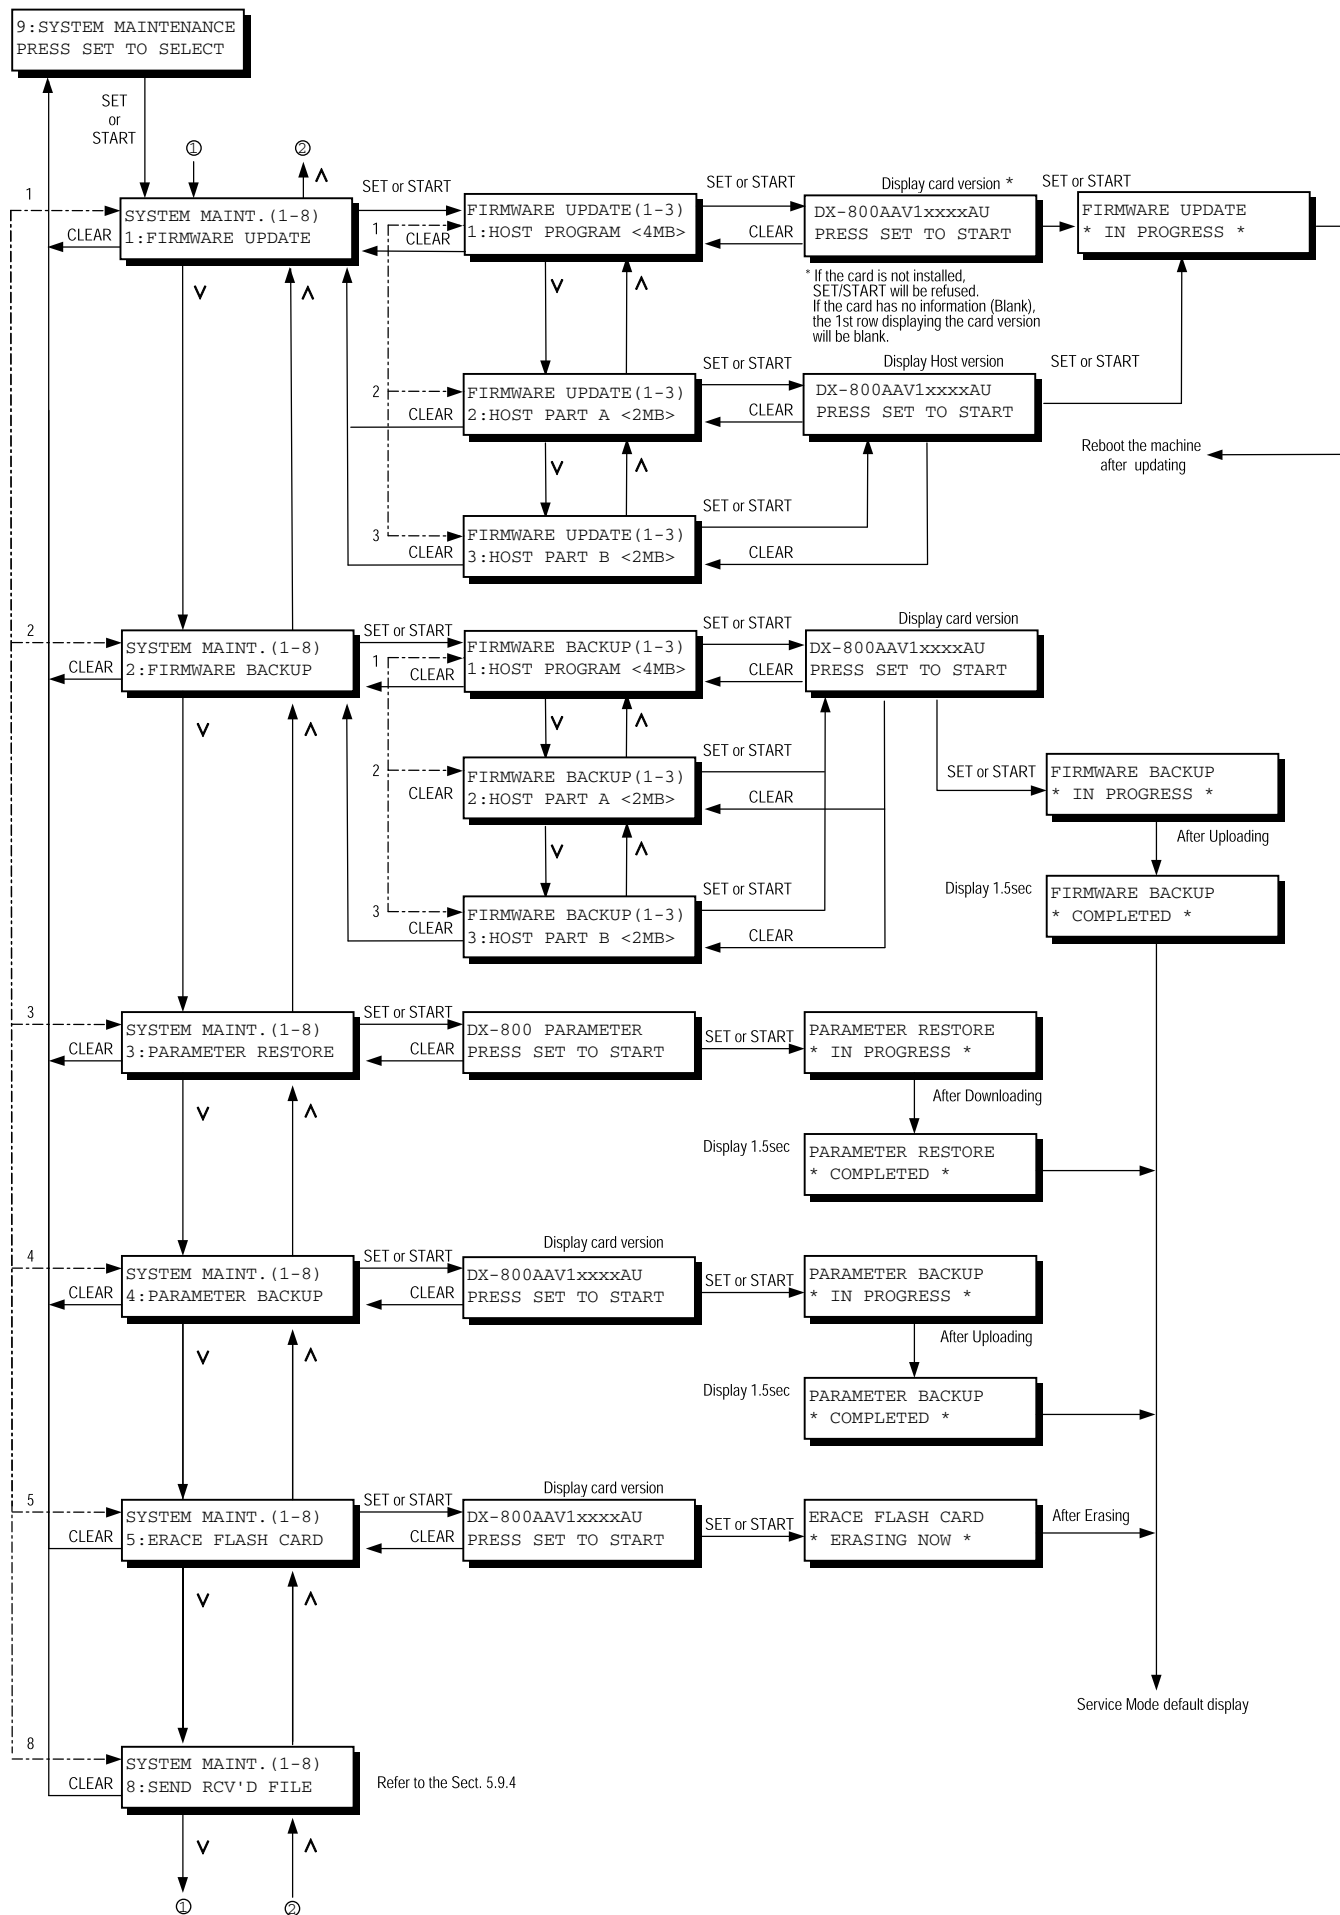 9:SYSTEM MAINTENANCE
PRESS SET TO SELECT
SET
or
START
①
②
∧
1
SYSTEM MAINT.(1-8)
1:FIRMWARE UPDATE
CLEAR
SET or START
1
CLEAR
FIRMWARE UPDATE(1-3)
1:HOST PROGRAM <4MB>
SET or START
CLEAR
Display card version *
DX-800AAV1xxxxAU
PRESS SET TO START
SET or START
FIRMWARE UPDATE
* IN PROGRESS *
* If the card is not installed,
SET/START will be refused.
If the card has no information (Blank),
the 1st row displaying the card version
will be blank.
∨
∧
∨
∧
2
CLEAR
FIRMWARE UPDATE(1-3)
2:HOST PART A <2MB>
SET or START
CLEAR
Display Host version
DX-800AAV1xxxxAU
PRESS SET TO START
SET or START
Reboot the machine
after updating
∨
∧
3
CLEAR
FIRMWARE UPDATE(1-3)
3:HOST PART B <2MB>
SET or START
CLEAR
2
CLEAR
SYSTEM MAINT.(1-8)
2:FIRMWARE BACKUP
SET or START
1
CLEAR
FIRMWARE BACKUP(1-3)
1:HOST PROGRAM <4MB>
SET or START
CLEAR
Display card version
DX-800AAV1xxxxAU
PRESS SET TO START
∨
∧
∨
∧
2
CLEAR
FIRMWARE BACKUP(1-3)
2:HOST PART A <2MB>
SET or START
CLEAR
SET or START
FIRMWARE BACKUP
* IN PROGRESS *
After Uploading
∨
∧
3
CLEAR
FIRMWARE BACKUP(1-3)
3:HOST PART B <2MB>
SET or START
CLEAR
Display 1.5sec
FIRMWARE BACKUP
* COMPLETED *
3
CLEAR
SYSTEM MAINT.(1-8)
3:PARAMETER RESTORE
SET or START
CLEAR
DX-800 PARAMETER
PRESS SET TO START
SET or START
PARAMETER RESTORE
* IN PROGRESS *
After Downloading
∨
∧
Display 1.5sec
PARAMETER RESTORE
* COMPLETED *
4
CLEAR
SYSTEM MAINT.(1-8)
4:PARAMETER BACKUP
SET or START
CLEAR
Display card version
DX-800AAV1xxxxAU
PRESS SET TO START
SET or START
PARAMETER BACKUP
* IN PROGRESS *
After Uploading
∨
∧
Display 1.5sec
PARAMETER BACKUP
* COMPLETED *
5
CLEAR
SYSTEM MAINT.(1-8)
5:ERACE FLASH CARD
SET or START
CLEAR
Display card version
DX-800AAV1xxxxAU
PRESS SET TO START
SET or START
ERACE FLASH CARD
* ERASING NOW *
After Erasing
∨
∧
Service Mode default display
8
CLEAR
SYSTEM MAINT.(1-8)
8:SEND RCV'D FILE
Refer to the Sect. 5.9.4
∨
∧
①
②